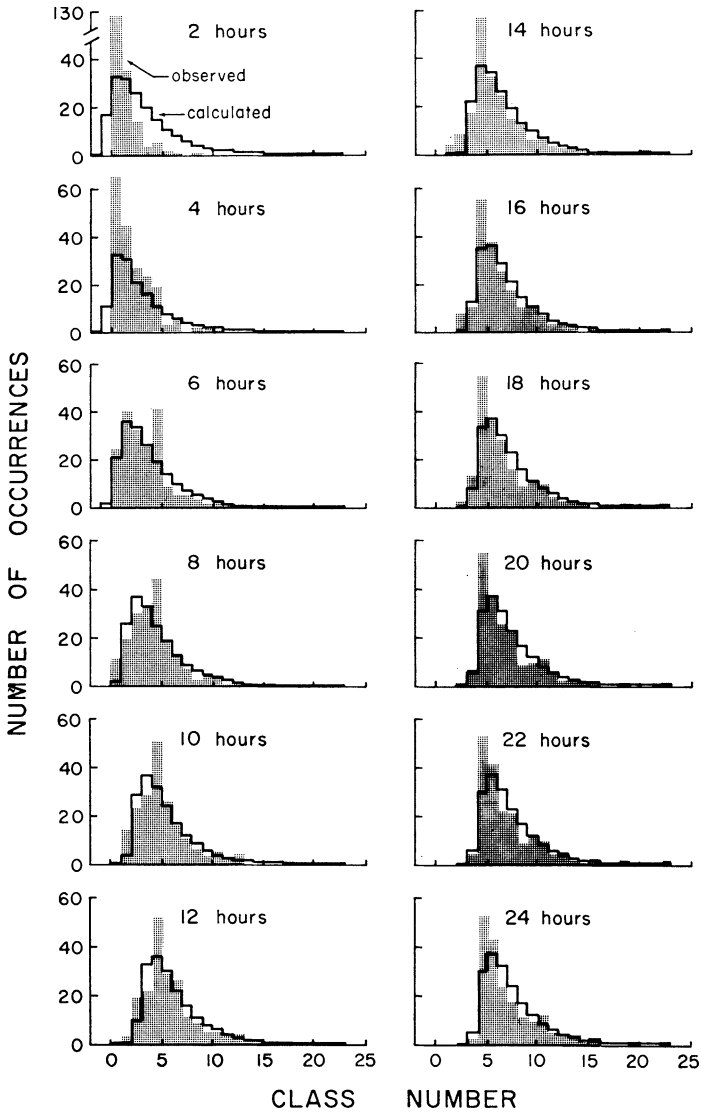 130
40
20
0
2 hours
observed
calculated
14 hours
60
40
20
0
4 hours
16 hours
60
40
20
0
6 hours
18 hours
60
40
20
0
8 hours
20 hours
60
40
20
0
10 hours
22 hours
60
40
20
0
12 hours
24 hours
0 5 10 15 20 25
0 5 10 15 20 25
NUMBER OF OCCURRENCES
CLASS NUMBER